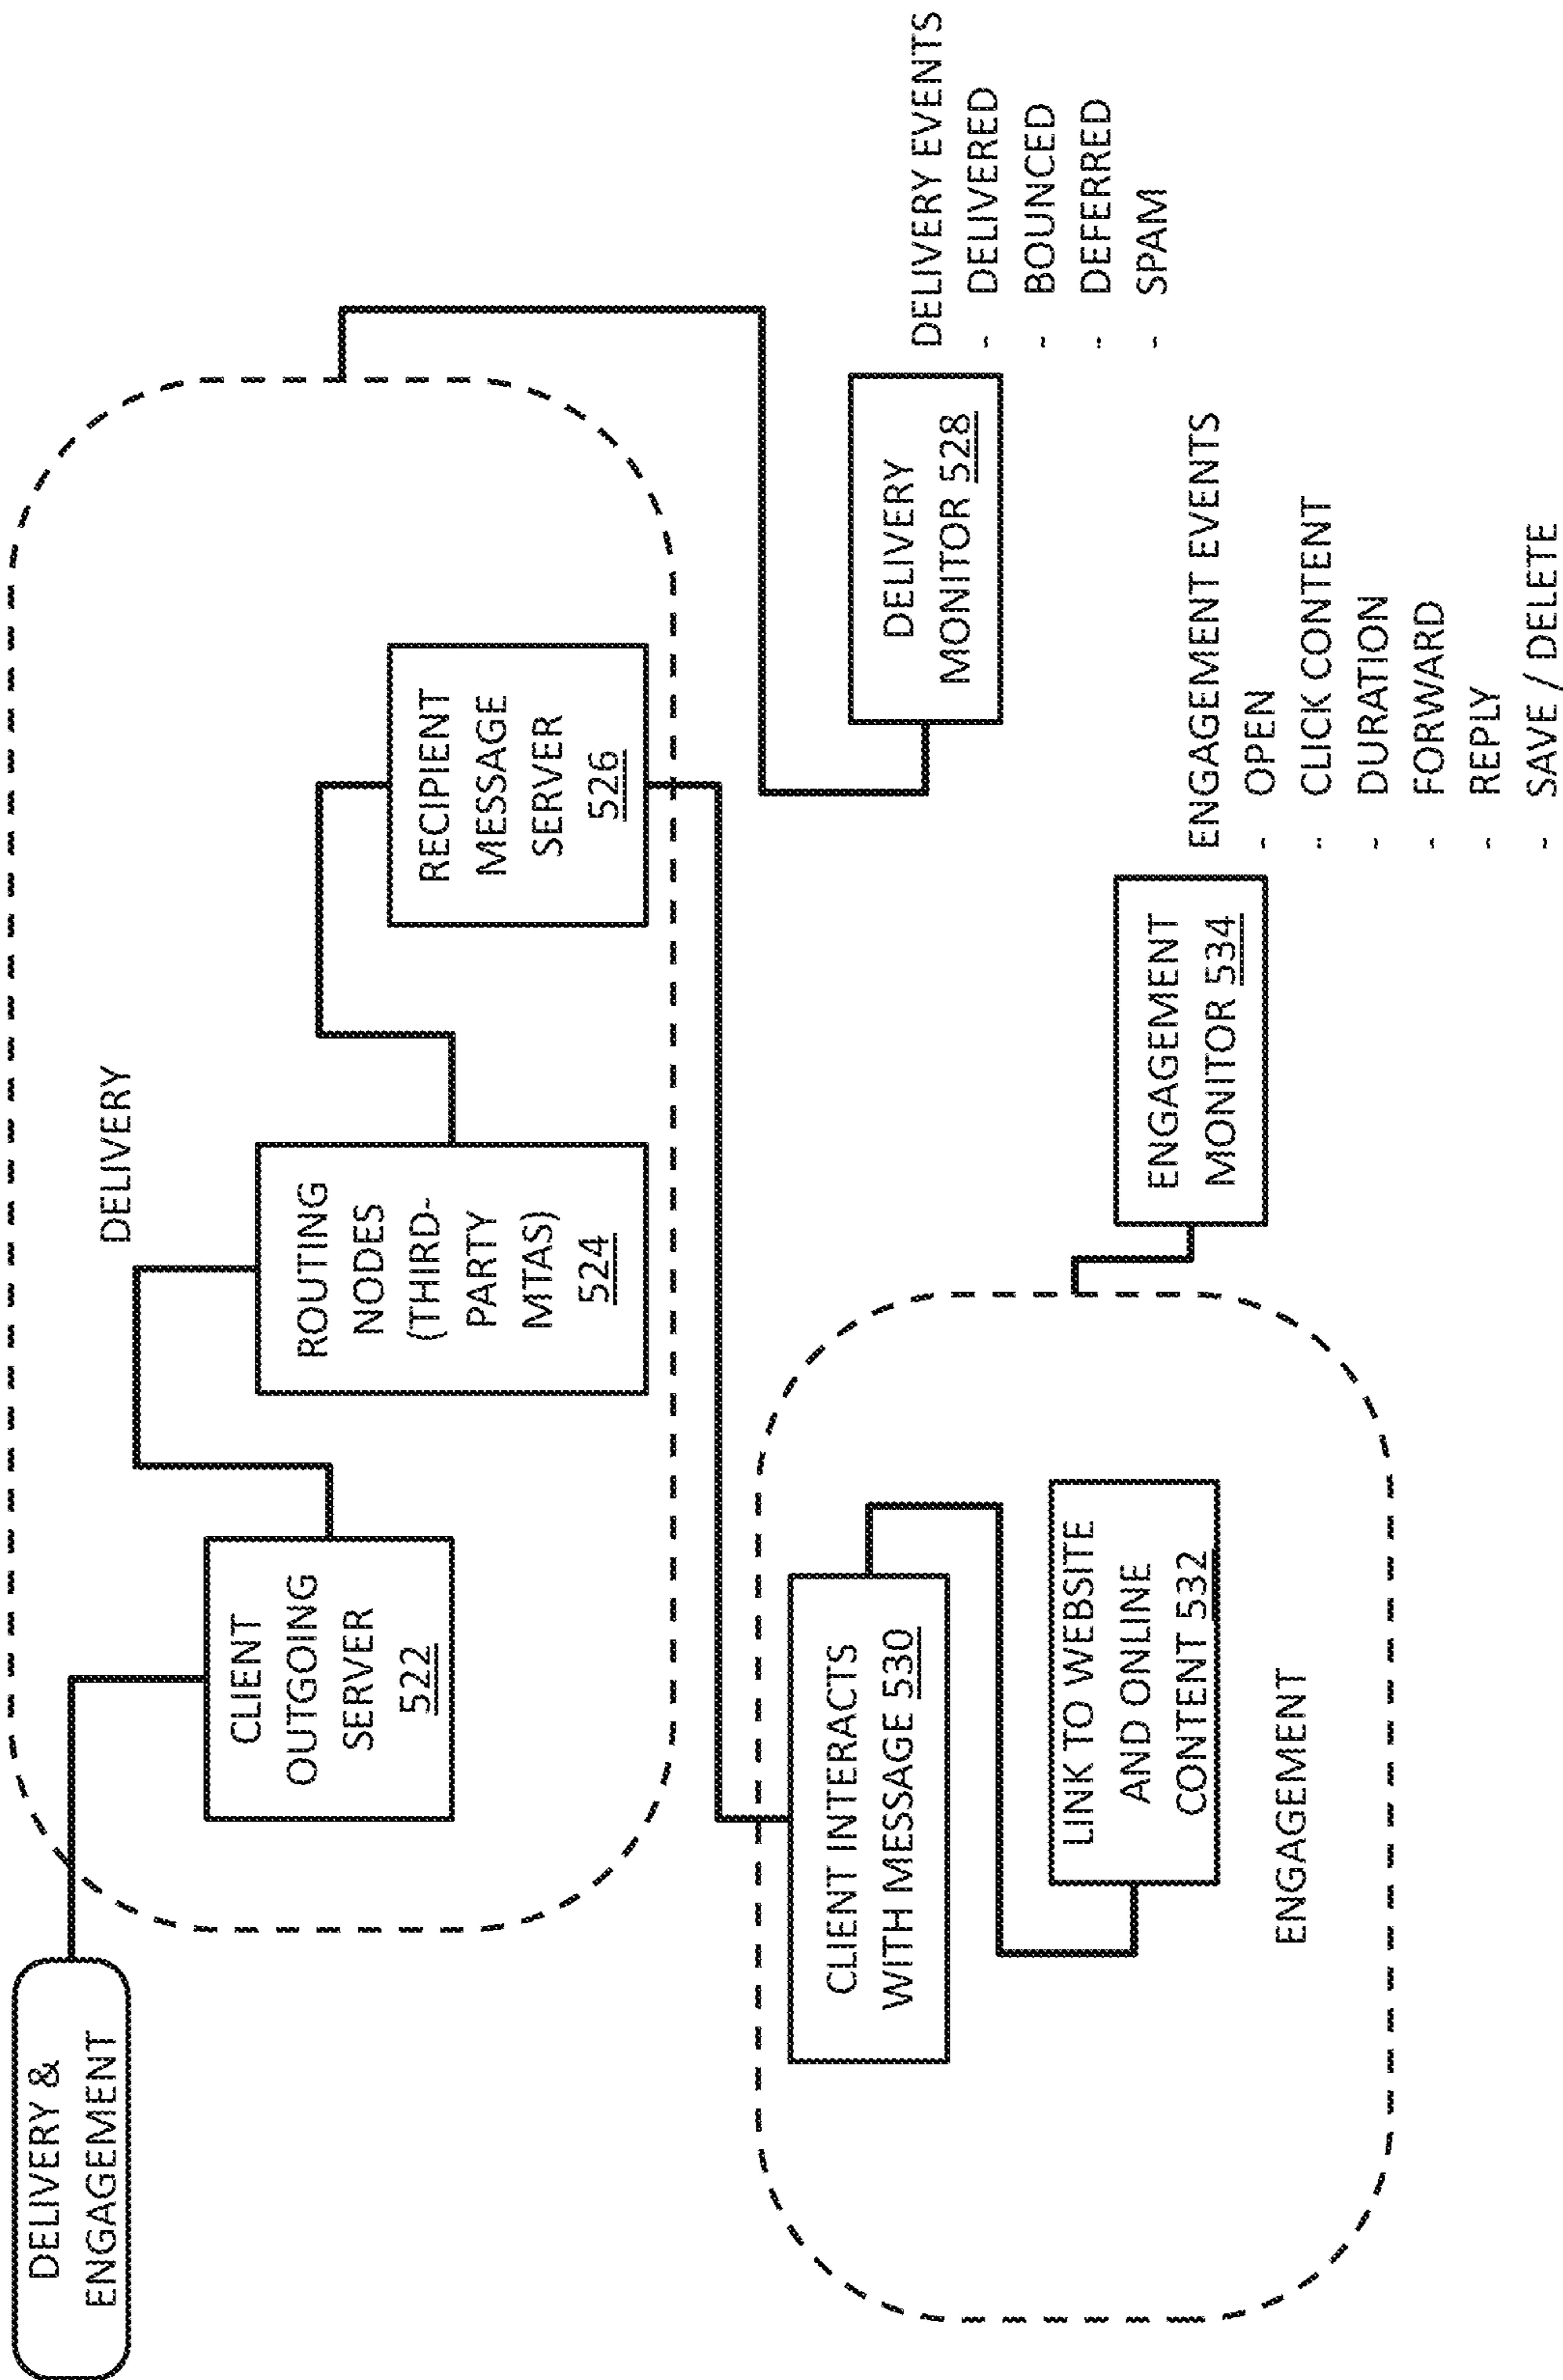 DELIVERY &
ENGAGEMENT
DELIVERY
CLIENT
OUTGOING
SERVER
522
ROUTING
NODES
(THIRD-
PARTY
MTAS)
524
RECIPIENT
MESSAGE
SERVER
526
DELIVERY
MONITOR 528
DELIVERY EVENTS
- DELIVERED
- BOUNCED
- DEFERRED
- SPAM
CLIENT INTERACTS
WITH MESSAGE 530
LINK TO WEBSITE
AND ONLINE
CONTENT 532
ENGAGEMENT
ENGAGEMENT
MONITOR 534
ENGAGEMENT EVENTS
- OPEN
- CLICK CONTENT
- DURATION
- FORWARD
- REPLY
- SAVE / DELETE